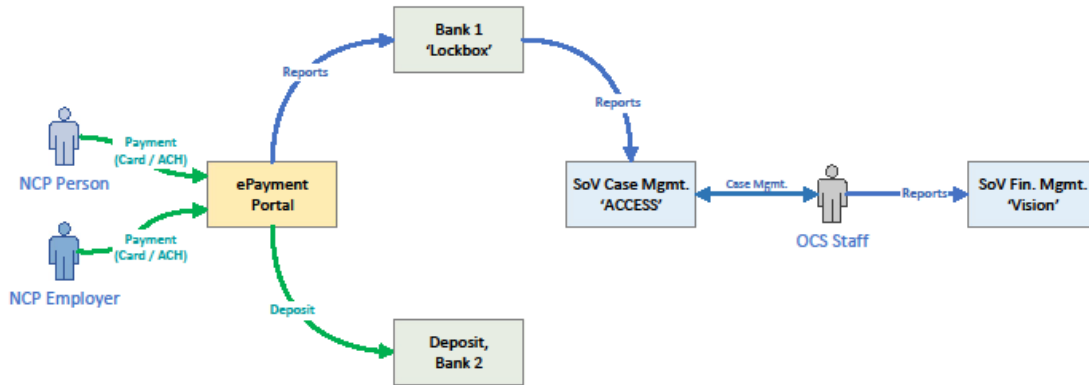 Bank 1
‘Lockbox’
Reports
Reports
Payment
(Card / ACH)
NCP Person
ePayment
Portal
SoV Case Mgmt.
‘ACCESS’
Case Mgmt.
Reports
SoV Fin. Mgmt.
‘Vision’
OCS Staff
Payment
(Card / ACH)
NCP Employer
Deposit
Deposit,
Bank 2